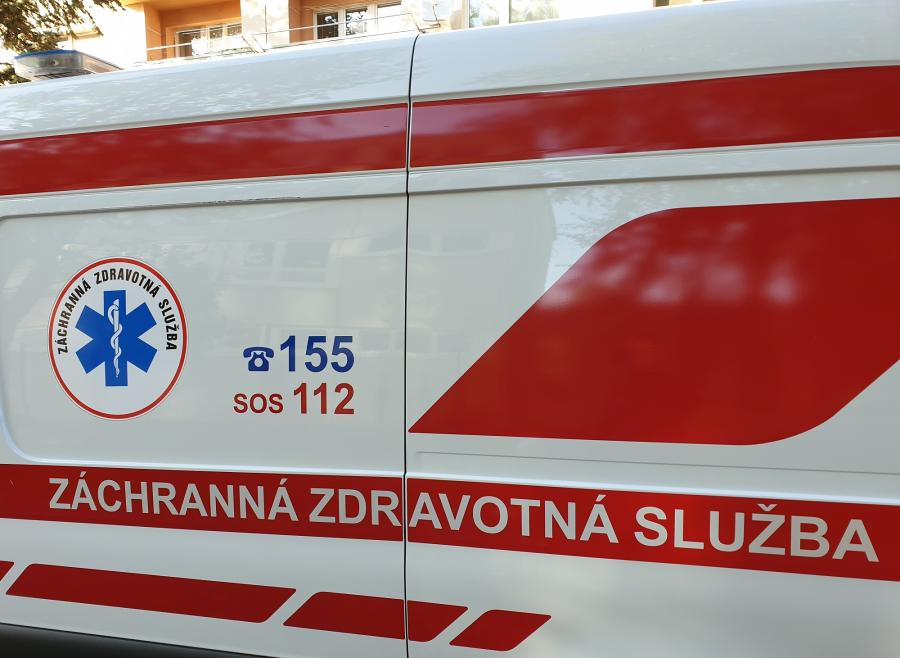 ZÁCHRANNÁ ZDRAVOTNÁ SLUŽBA
155
SOS 112
ZÁCHRANNÁ ZDRAVOTNÁ SLUŽBA